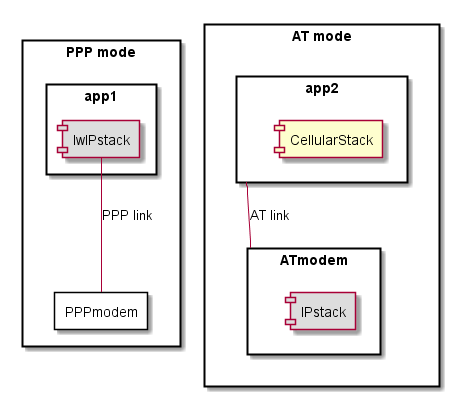 PPP mode
app1
lwIPstack
PPP link
PPPmodem
AT mode
app2
CellularStack
AT link
ATmodem
IPstack